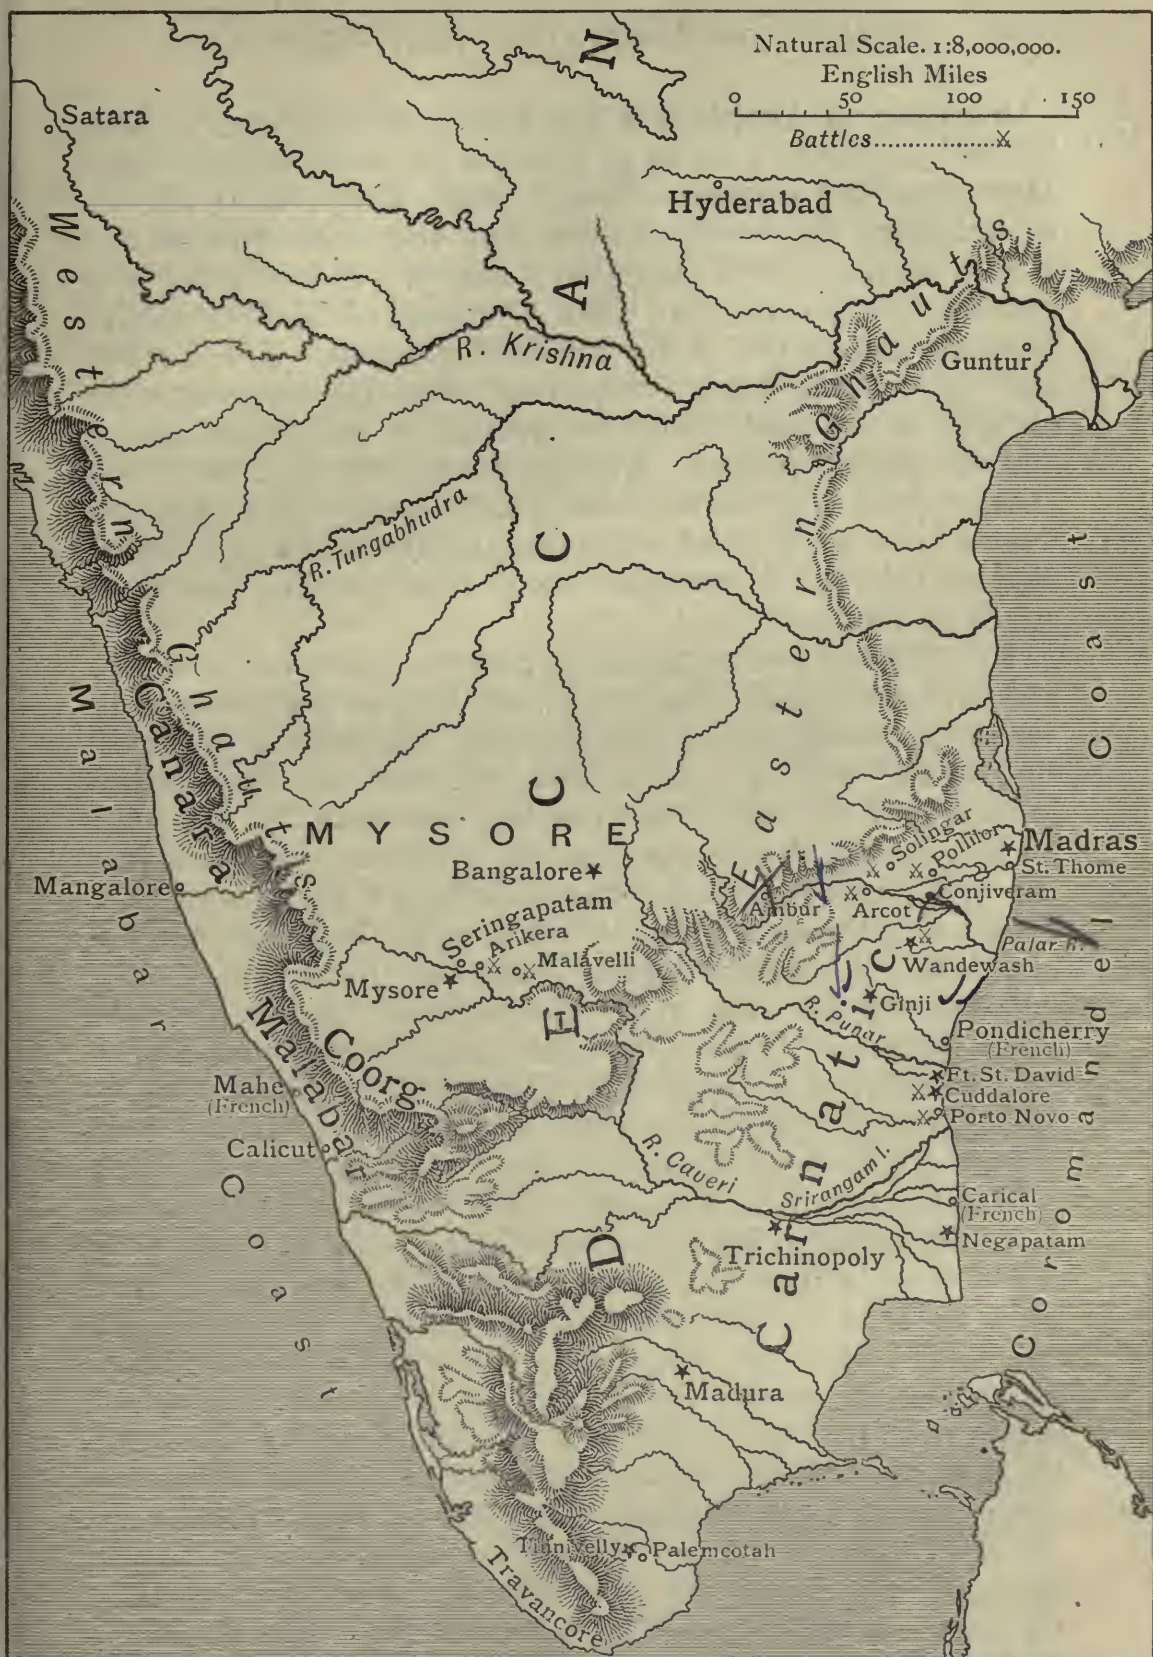 Natural Scale. 1:8,000,000.
English Miles
0 50 100 150
Battles....................
Satara
Hyderabad
Western Ghauts
Eastern Ghauts
DECCAN
R. Krishna
Guntur
R. Tungabhudra
Canara
Malabar Coast
MYSORE
Bangalore
Solingar
Pollilor
Madras
St. Thome
Mangalore
Ambur
Arcot
Conjiveram
Seringapatam
Arikera
Malavelli
Mysore
Palar R.
Wandewash
Ginji
Coorg
Malabar
R. Punar
Pondicherry
(French)
Ft. St. David
Cuddalore
Porto Novo
Mahe
(French)
Calicut
R. Caveri
Srirangam I.
Carical
(French)
Negapatam
Trichinopoly
Carnatic
Coromandel Coast
Madura
Tinnivelly
Palemcotah
Travancore